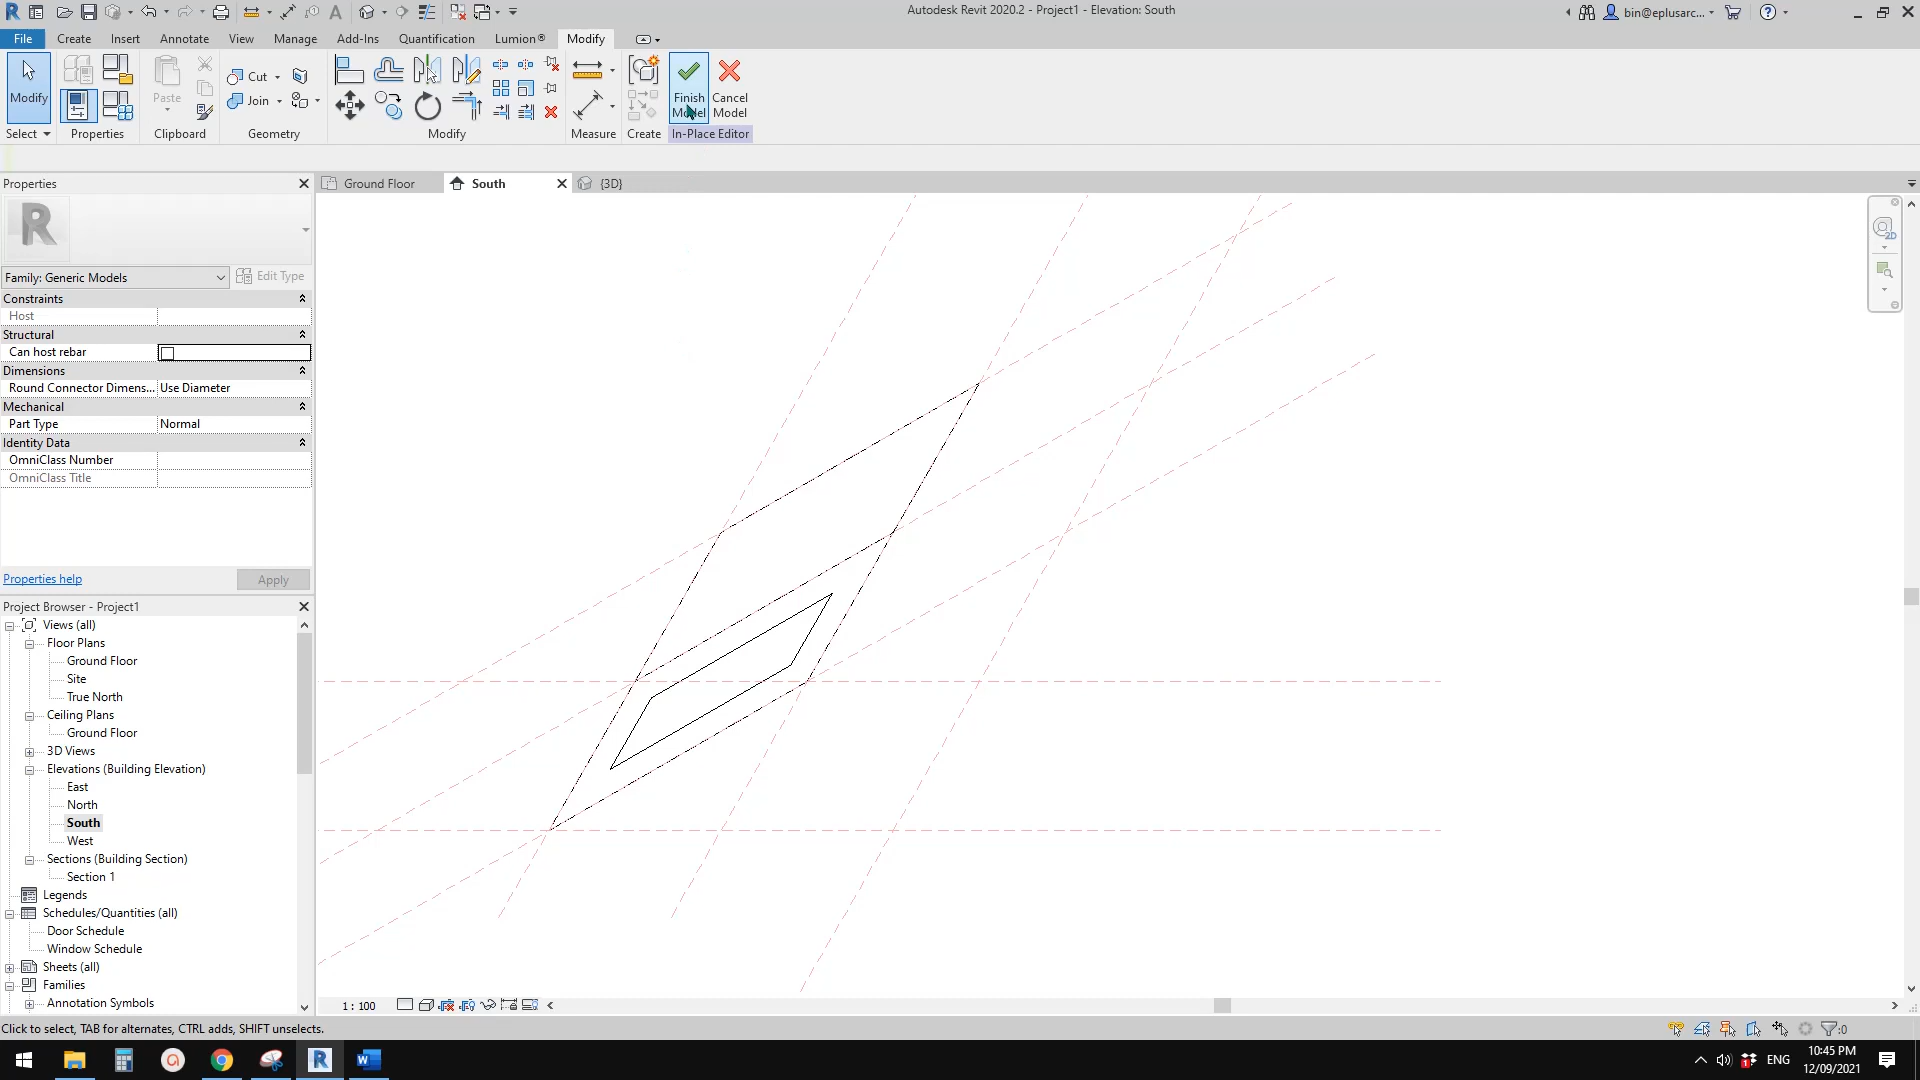 Autodesk Revit 2020.2 - Project1 - Elevation: South
bin@eplusarc...
File
Create
Insert
Annotate
View
Manage
Add-Ins
Quantification
Lumion®
Modify
Modify
Select
Properties
Paste
Clipboard
Cut
Join
Geometry
Modify
Measure
Create
Finish Model
Cancel Model
In-Place Editor
Properties
Ground Floor
South
{3D}
R
Family: Generic Models
Edit Type
Constraints
Host
Structural
Can host rebar
Dimensions
Round Connector Dimens... Use Diameter
Mechanical
Part Type Normal
Identity Data
OmniClass Number
OmniClass Title
Properties help
Apply
Project Browser - Project1
Views (all)
Floor Plans
Ground Floor
Site
True North
Ceiling Plans
Ground Floor
3D Views
Elevations (Building Elevation)
East
North
South
West
Sections (Building Section)
Section 1
Legends
Schedules/Quantities (all)
Door Schedule
Window Schedule
Sheets (all)
Families
Annotation Symbols
2D
1 : 100
Click to select, TAB for alternates, CTRL adds, SHIFT unselects.
:0
ENG
10:45 PM
12/09/2021